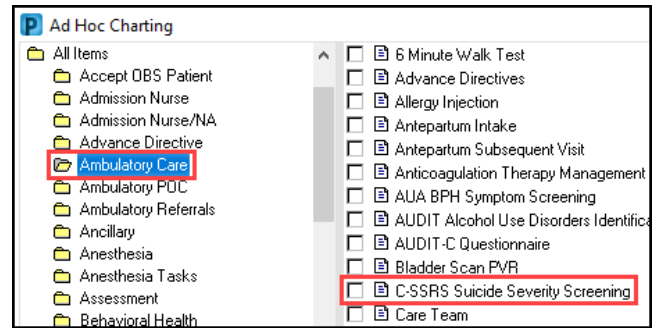 P Ad Hoc Charting
All Items
Accept OBS Patient
Admission Nurse
Admission Nurse/NA
Advance Directive
Ambulatory Care
Ambulatory POC
Ambulatory Referrals
Ancillary
Anesthesia
Anesthesia Tasks
Assessment
Behavioral Health
6 Minute Walk Test
Advance Directives
Allergy Injection
Antepartum Intake
Antepartum Subsequent Visit
Anticoagulation Therapy Management
AUA BPH Symptom Screening
AUDIT Alcohol Use Disorders Identifica
AUDIT-C Questionnaire
Bladder Scan PVR
C-SSRS Suicide Severity Screening
Care Team